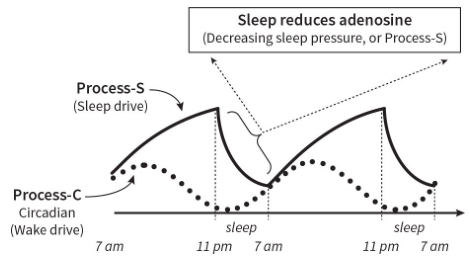 Sleep reduces adenosine
(Decreasing sleep pressure, or Process-S)
Process-S
(Sleep drive)
Process-C
Circadian
(Wake drive)
sleep
sleep
7 am
11 pm
7 am
11 pm
7 am